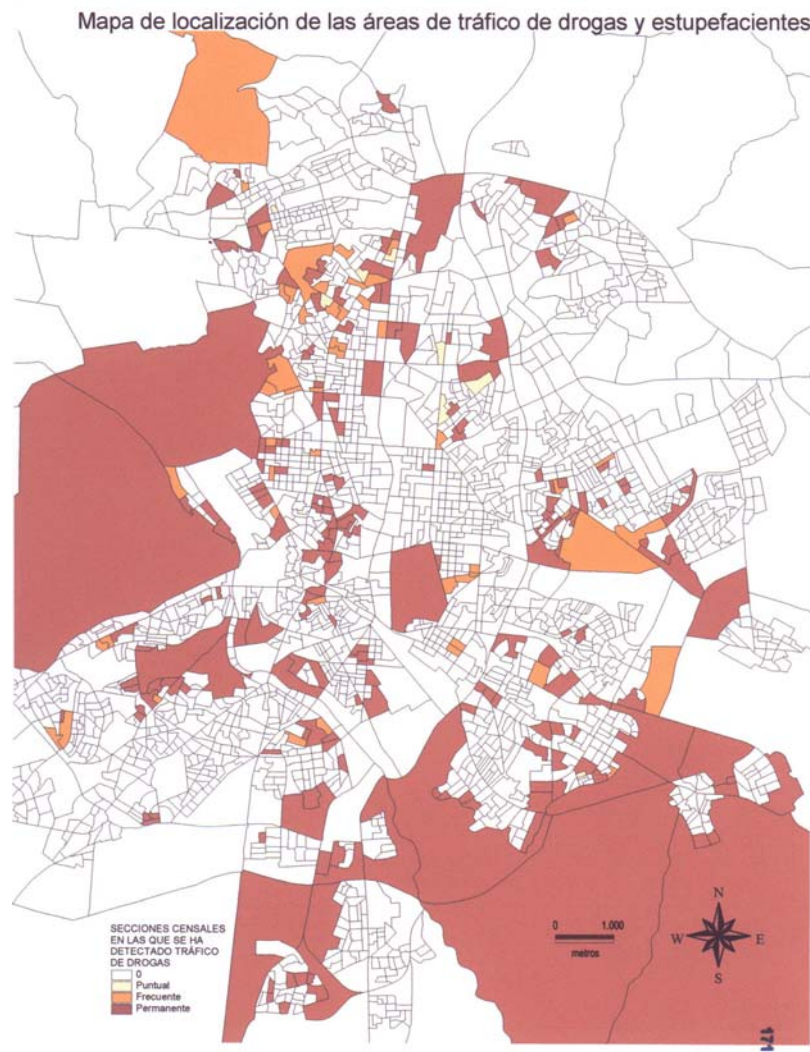 Mapa de localización de las áreas de tráfico de drogas y estupefacientes
SECCIONES CENSALES
EN LAS QUE SE HA
DETECTADO TRÁFICO
DE DROGAS
0
Puntual
Frecuente
Permanente
0 1.000
metros
N
W E
S
171